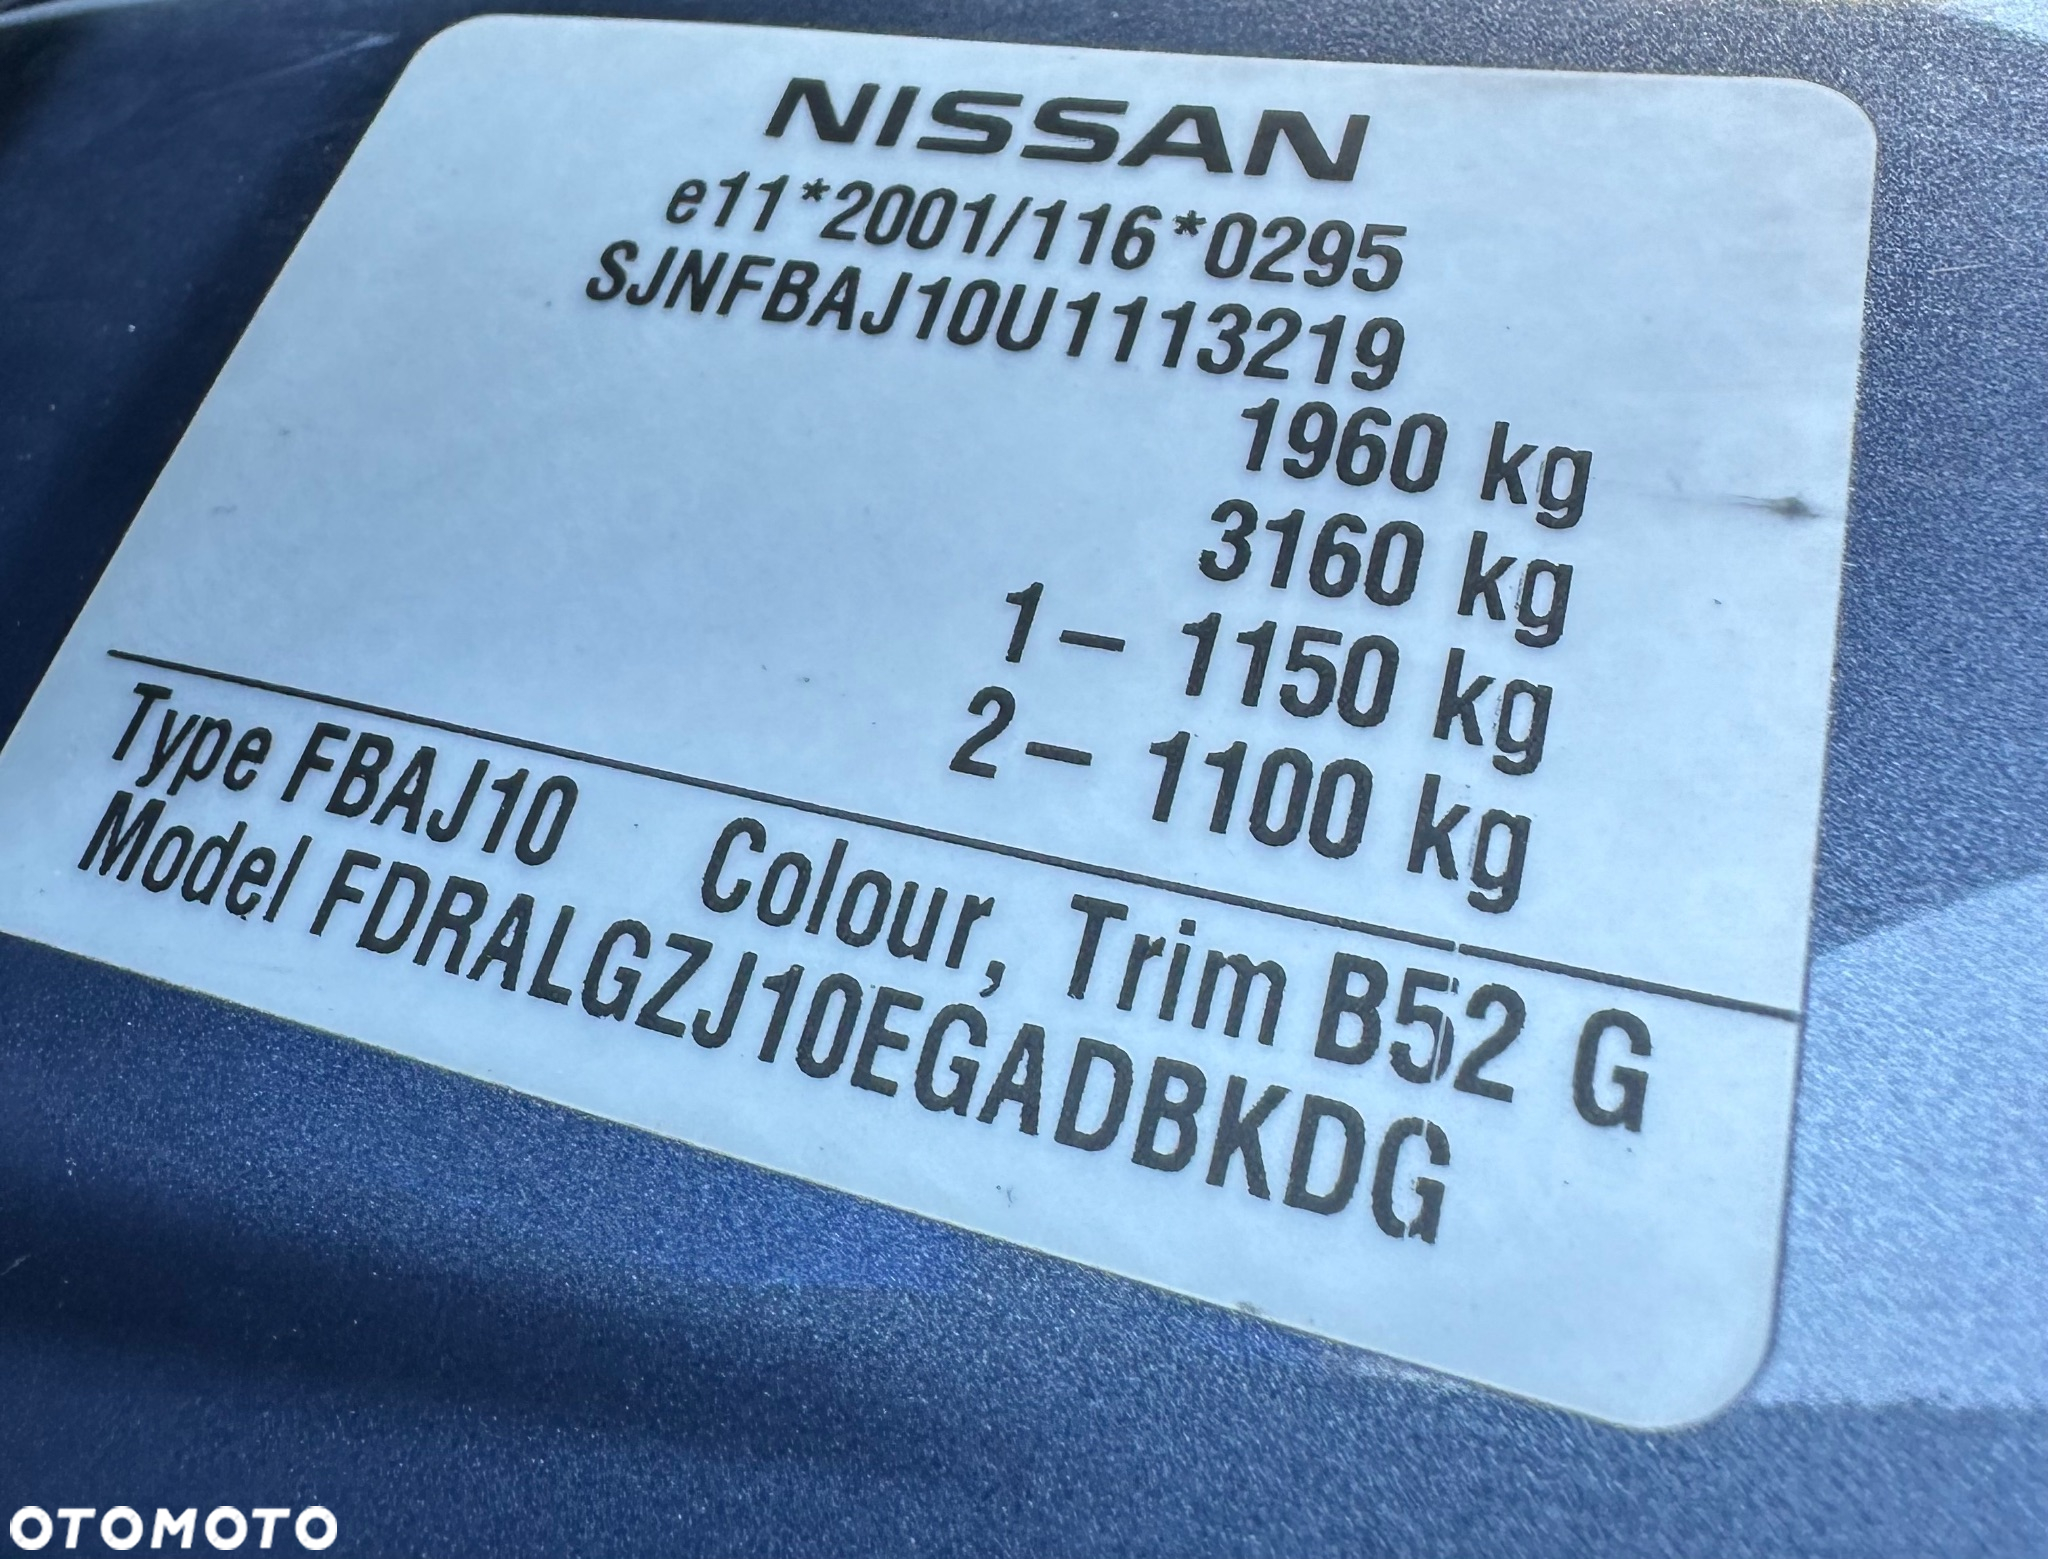 NISSAN
e11*2001/116*0295
SJNFBAJ10U1113219
1960 kg
3160 kg
1 – 1150 kg
2 – 1100 kg
Type FBAJ10 Colour, Trim B52 G
Model FDRALGZJ10EGADBKDG
OTOMOTO